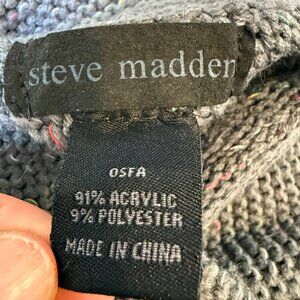 steve madden
OSFA
91% ACRYLIC
9% POLYESTER
MADE IN CHINA